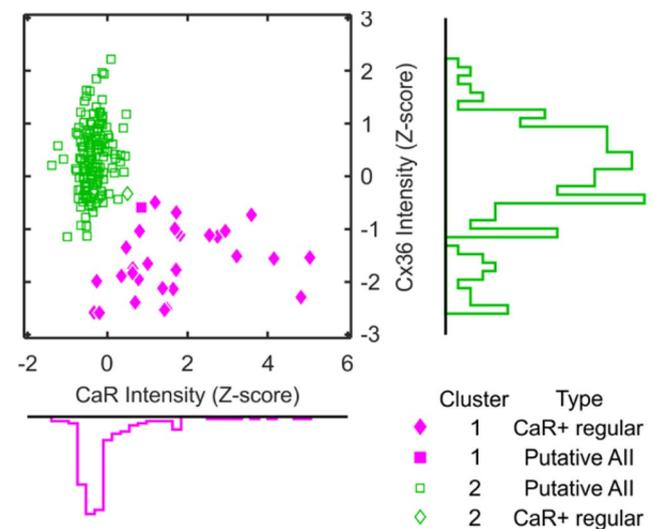 3
2
1
0
-1
-2
-3
Cx36 Intensity (Z-score)
-2 0 2 4 6
CaR Intensity (Z-score)
Cluster Type
1 CaR+ regular
1 Putative AII
2 Putative AII
2 CaR+ regular